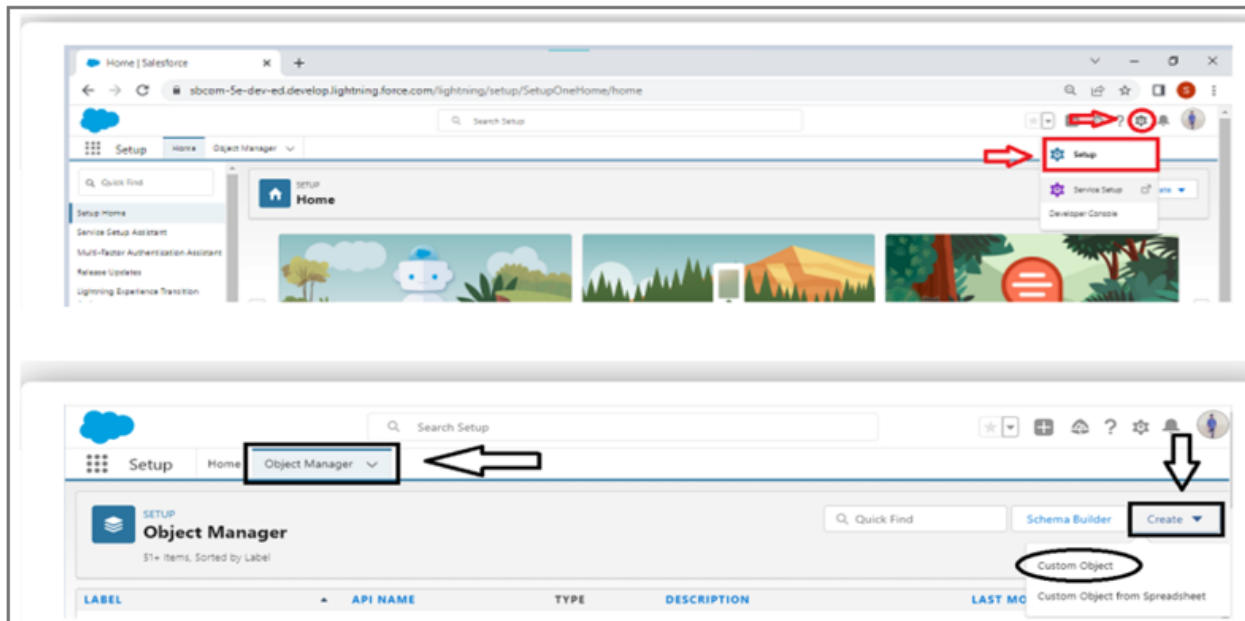 Home | Salesforce
sbcom-5e-dev-ed.develop.lightning.force.com/lightning/setup/SetupOneHome/home
S
Search Setup
?
Setup Home Object Manager
Setup
Quick Find
SETUP
Home
Service Setup
Developer Console
Setup Home
Service Setup Assistant
Multi-Factor Authentication Assistant
Release Updates
Lightning Experience Transition
Search Setup
?
Setup Home Object Manager
SETUP
Object Manager
51+ Items, Sorted by Label
Quick Find
Schema Builder
Create
Custom Object
Custom Object from Spreadsheet
LABEL API NAME TYPE DESCRIPTION LAST MO